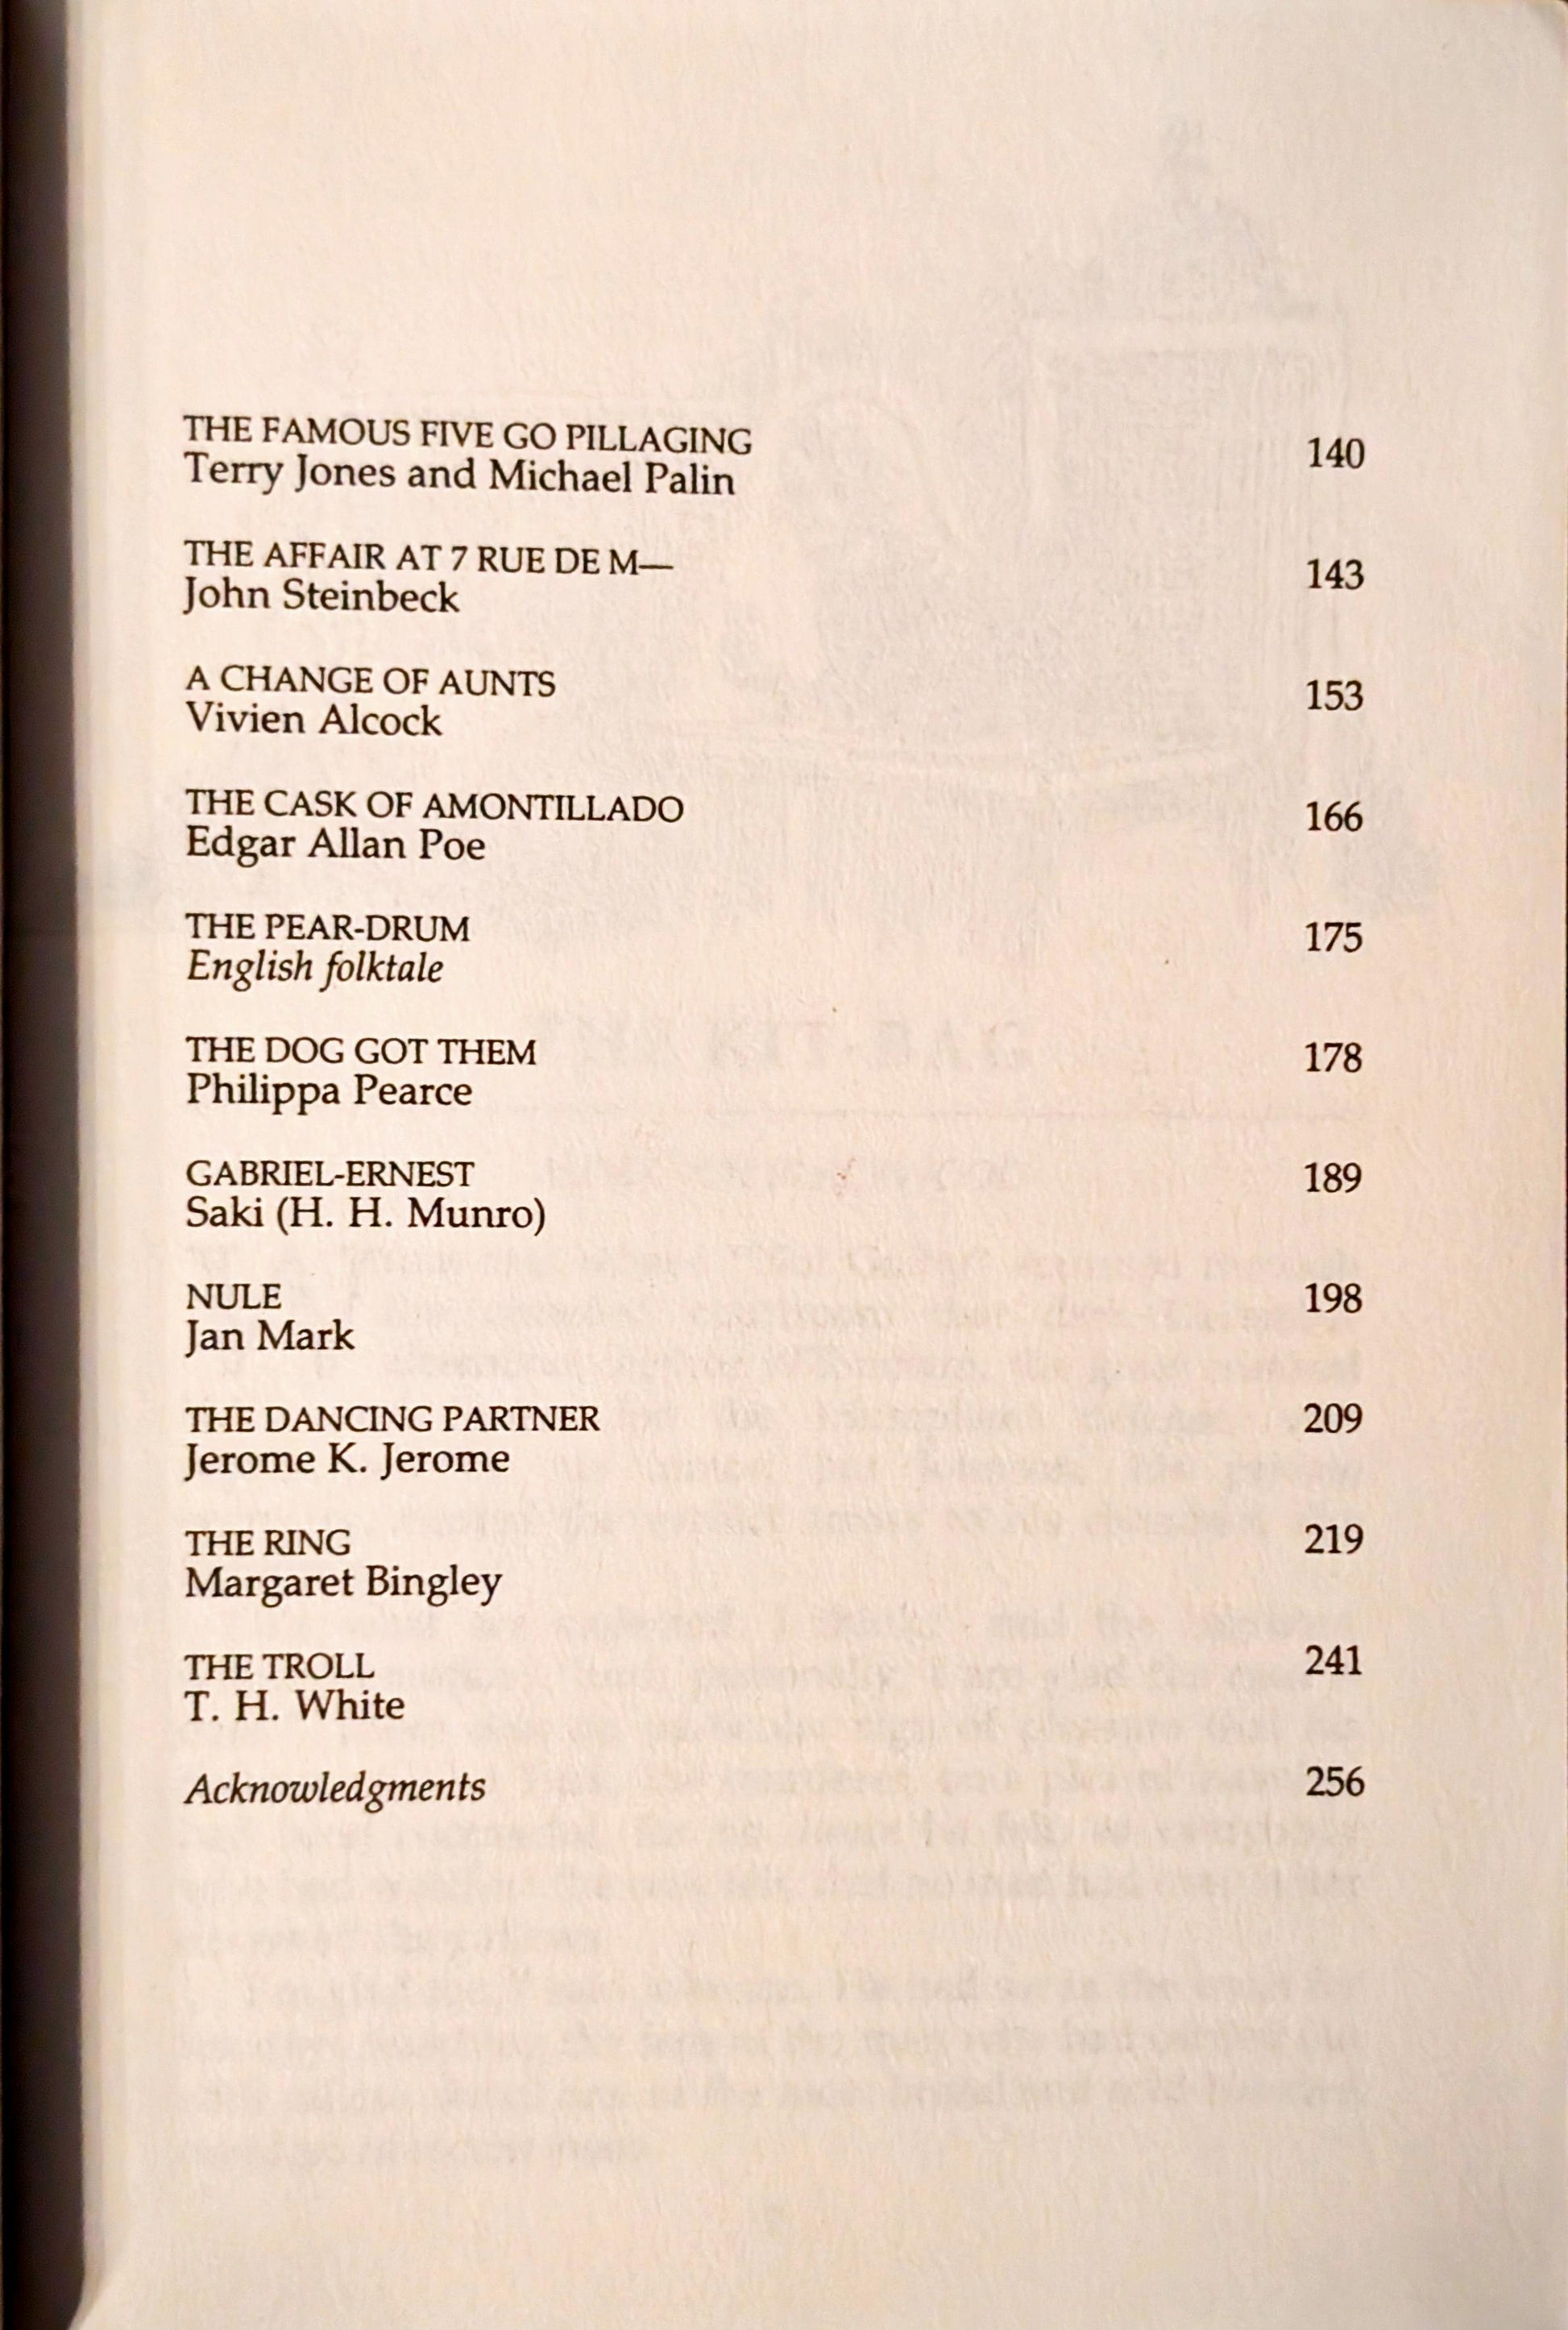 THE FAMOUS FIVE GO PILLAGING 140
Terry Jones and Michael Palin
THE AFFAIR AT 7 RUE DE M— 143
John Steinbeck
A CHANGE OF AUNTS 153
Vivien Alcock
THE CASK OF AMONTILLADO 166
Edgar Allan Poe
THE PEAR-DRUM 175
English folktale
THE DOG GOT THEM 178
Philippa Pearce
GABRIEL-ERNEST 189
Saki (H. H. Munro)
NULE 198
Jan Mark
THE DANCING PARTNER 209
Jerome K. Jerome
THE RING 219
Margaret Bingley
THE TROLL 241
T. H. White
Acknowledgments 256